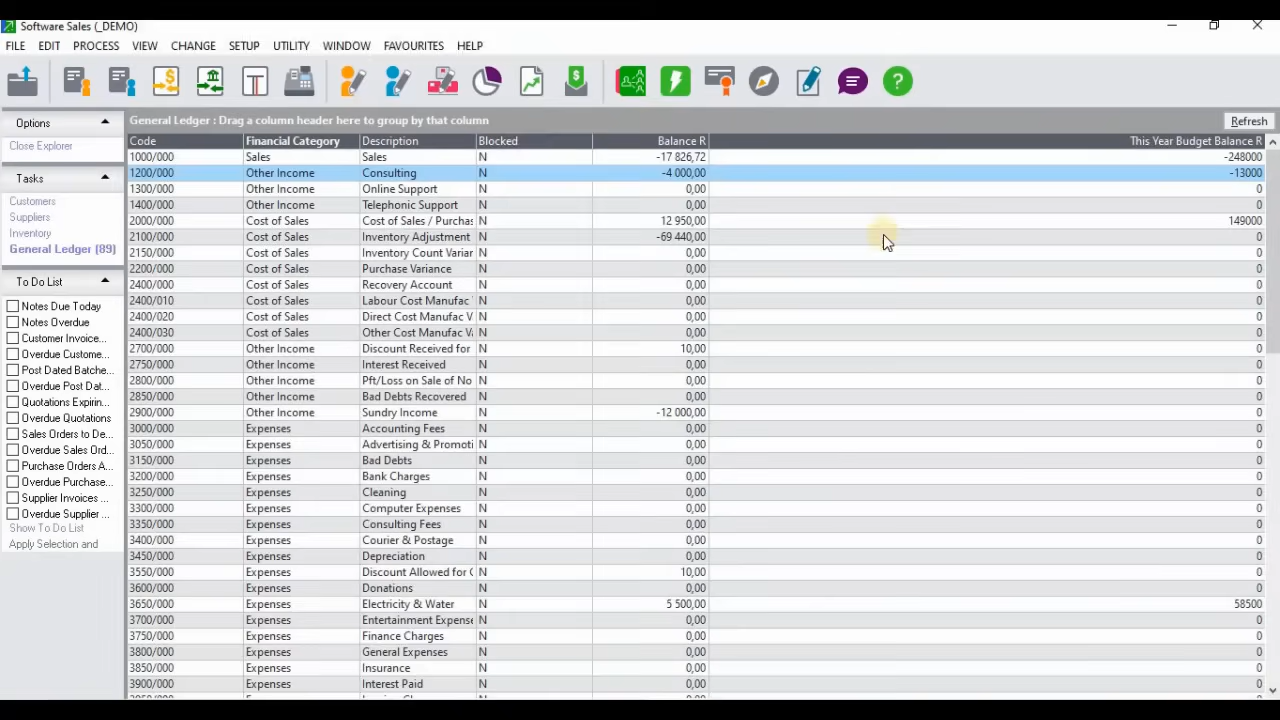 Software Sales (_DEMO)
FILE EDIT PROCESS VIEW CHANGE SETUP UTILITY WINDOW FAVOURITES HELP
Options
Close Explorer
Tasks
Customers
Suppliers
Inventory
General Ledger (89)
To Do List
Notes Due Today
Notes Overdue
Customer Invoice...
Overdue Custome...
Post Dated Batche...
Overdue Post Dat...
Quotations Expirin...
Overdue Quotations
Sales Orders to De...
Overdue Sales Ord...
Purchase Orders A...
Overdue Purchase...
Supplier Invoices ...
Overdue Supplier ...
Show To Do List
Apply Selection and
General Ledger : Drag a column header here to group by that column
Refresh
Code Financial Category Description Blocked Balance R This Year Budget Balance R
1000/000 Sales Sales N -17 826,72 -248000
1200/000 Other Income Consulting N -4 000,00 -13000
1300/000 Other Income Online Support N 0,00 0
1400/000 Other Income Telephonic Support N 0,00 0
2000/000 Cost of Sales Cost of Sales / Purchas N 12 950,00 149000
2100/000 Cost of Sales Inventory Adjustment N -69 440,00 0
2150/000 Cost of Sales Inventory Count Varian N 0,00 0
2200/000 Cost of Sales Purchase Variance N 0,00 0
2400/000 Cost of Sales Recovery Account N 0,00 0
2400/010 Cost of Sales Labour Cost Manufac N 0,00 0
2400/020 Cost of Sales Direct Cost Manufac V N 0,00 0
2400/030 Cost of Sales Other Cost Manufac N 0,00 0
2700/000 Other Income Discount Received for N 10,00 0
2750/000 Other Income Interest Received N 0,00 0
2800/000 Other Income Pft/Loss on Sale of No N 0,00 0
2850/000 Other Income Bad Debts Recovered N 0,00 0
2900/000 Other Income Sundry Income N -12 000,00 0
3000/000 Expenses Accounting Fees N 0,00 0
3050/000 Expenses Advertising & Promoti N 0,00 0
3150/000 Expenses Bad Debts N 0,00 0
3200/000 Expenses Bank Charges N 0,00 0
3250/000 Expenses Cleaning N 0,00 0
3300/000 Expenses Computer Expenses N 0,00 0
3350/000 Expenses Consulting Fees N 0,00 0
3400/000 Expenses Courier & Postage N 0,00 0
3450/000 Expenses Depreciation N 0,00 0
3550/000 Expenses Discount Allowed for N 10,00 0
3600/000 Expenses Donations N 0,00 0
3650/000 Expenses Electricity & Water N 5 500,00 58500
3700/000 Expenses Entertainment Expense N 0,00 0
3750/000 Expenses Finance Charges N 0,00 0
3800/000 Expenses General Expenses N 0,00 0
3850/000 Expenses Insurance N 0,00 0
3900/000 Expenses Interest Paid N 0,00 0